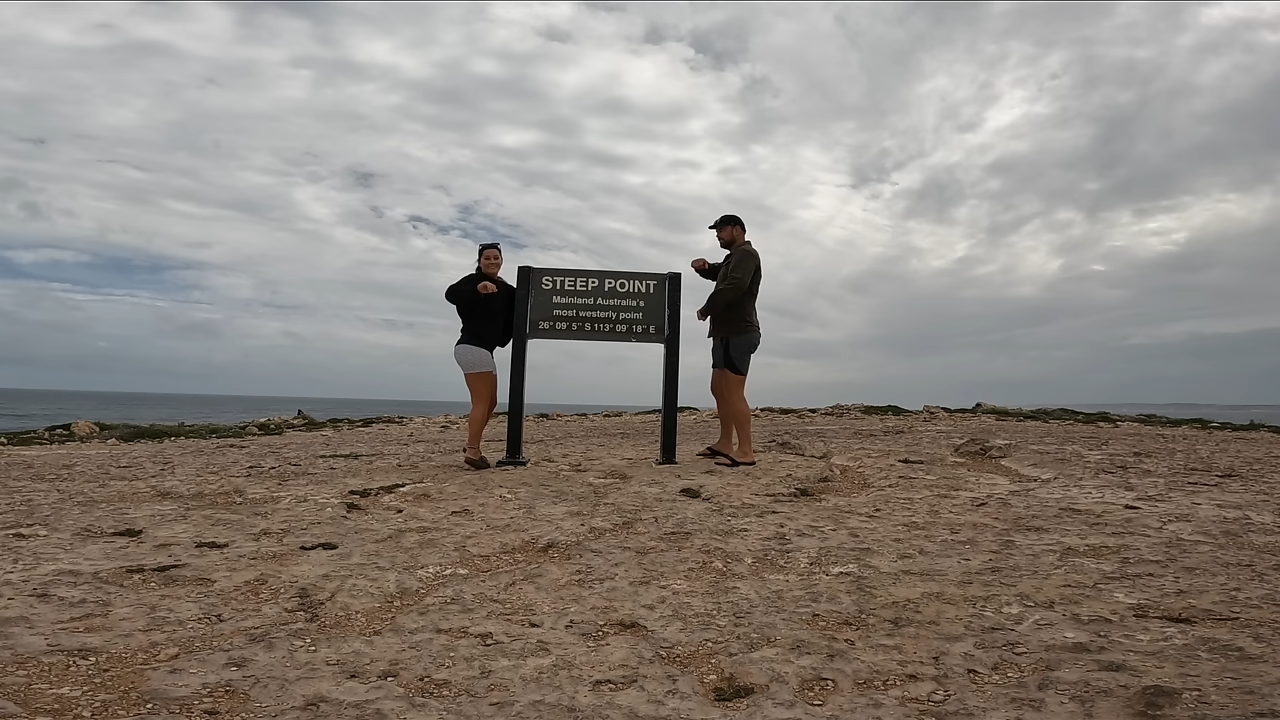 STEEP POINT
Mainland Australia's
most westerly point
26° 09' 5" S 113° 09' 18" E